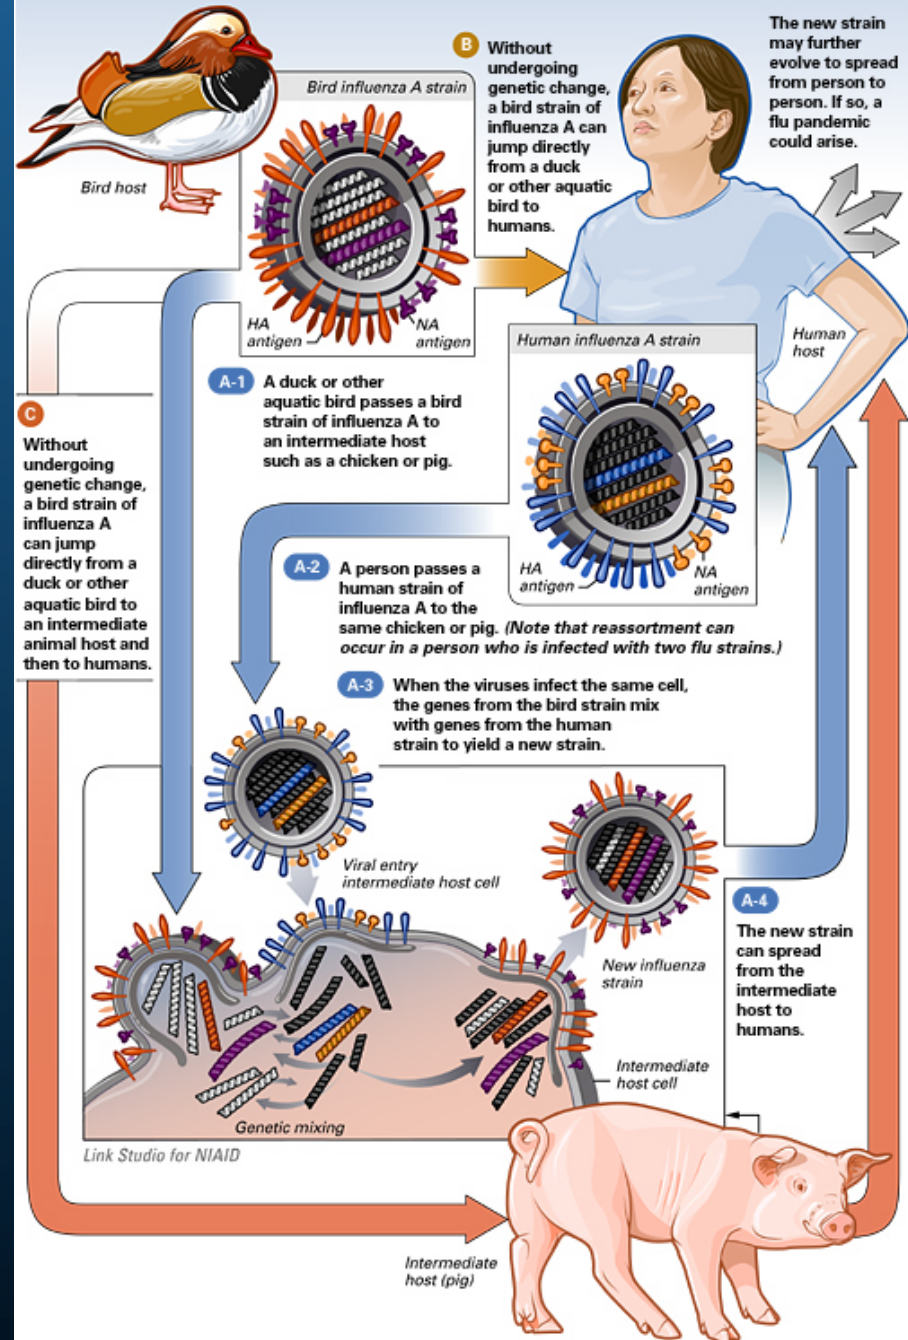 Bird host
Bird influenza A strain
HA
antigen
NA
antigen
B
Without
undergoing
genetic change,
a bird strain of
influenza A can
jump directly
from a duck
or other aquatic
bird to
humans.
The new strain
may further
evolve to spread
from person to
person. If so, a
flu pandemic
could arise.
Human
host
Human influenza A strain
HA
antigen
NA
antigen
A-1
A duck or other
aquatic bird passes a bird
strain of influenza A to
an intermediate host
such as a chicken or pig.
C
Without
undergoing
genetic change,
a bird strain of
influenza A
can jump
directly from a
duck or other
aquatic bird to
an intermediate
animal host and
then to humans.
A-2
A person passes a
human strain of
influenza A to the
same chicken or pig. (Note that reassortment can
occur in a person who is infected with two flu strains.)
A-3
When the viruses infect the same cell,
the genes from the bird strain mix
with genes from the human
strain to yield a new strain.
Viral entry
intermediate host cell
New influenza
strain
A-4
The new strain
can spread
from the
intermediate
host to
humans.
Intermediate
host cell
Genetic mixing
Link Studio for NIAID
Intermediate
host (pig)